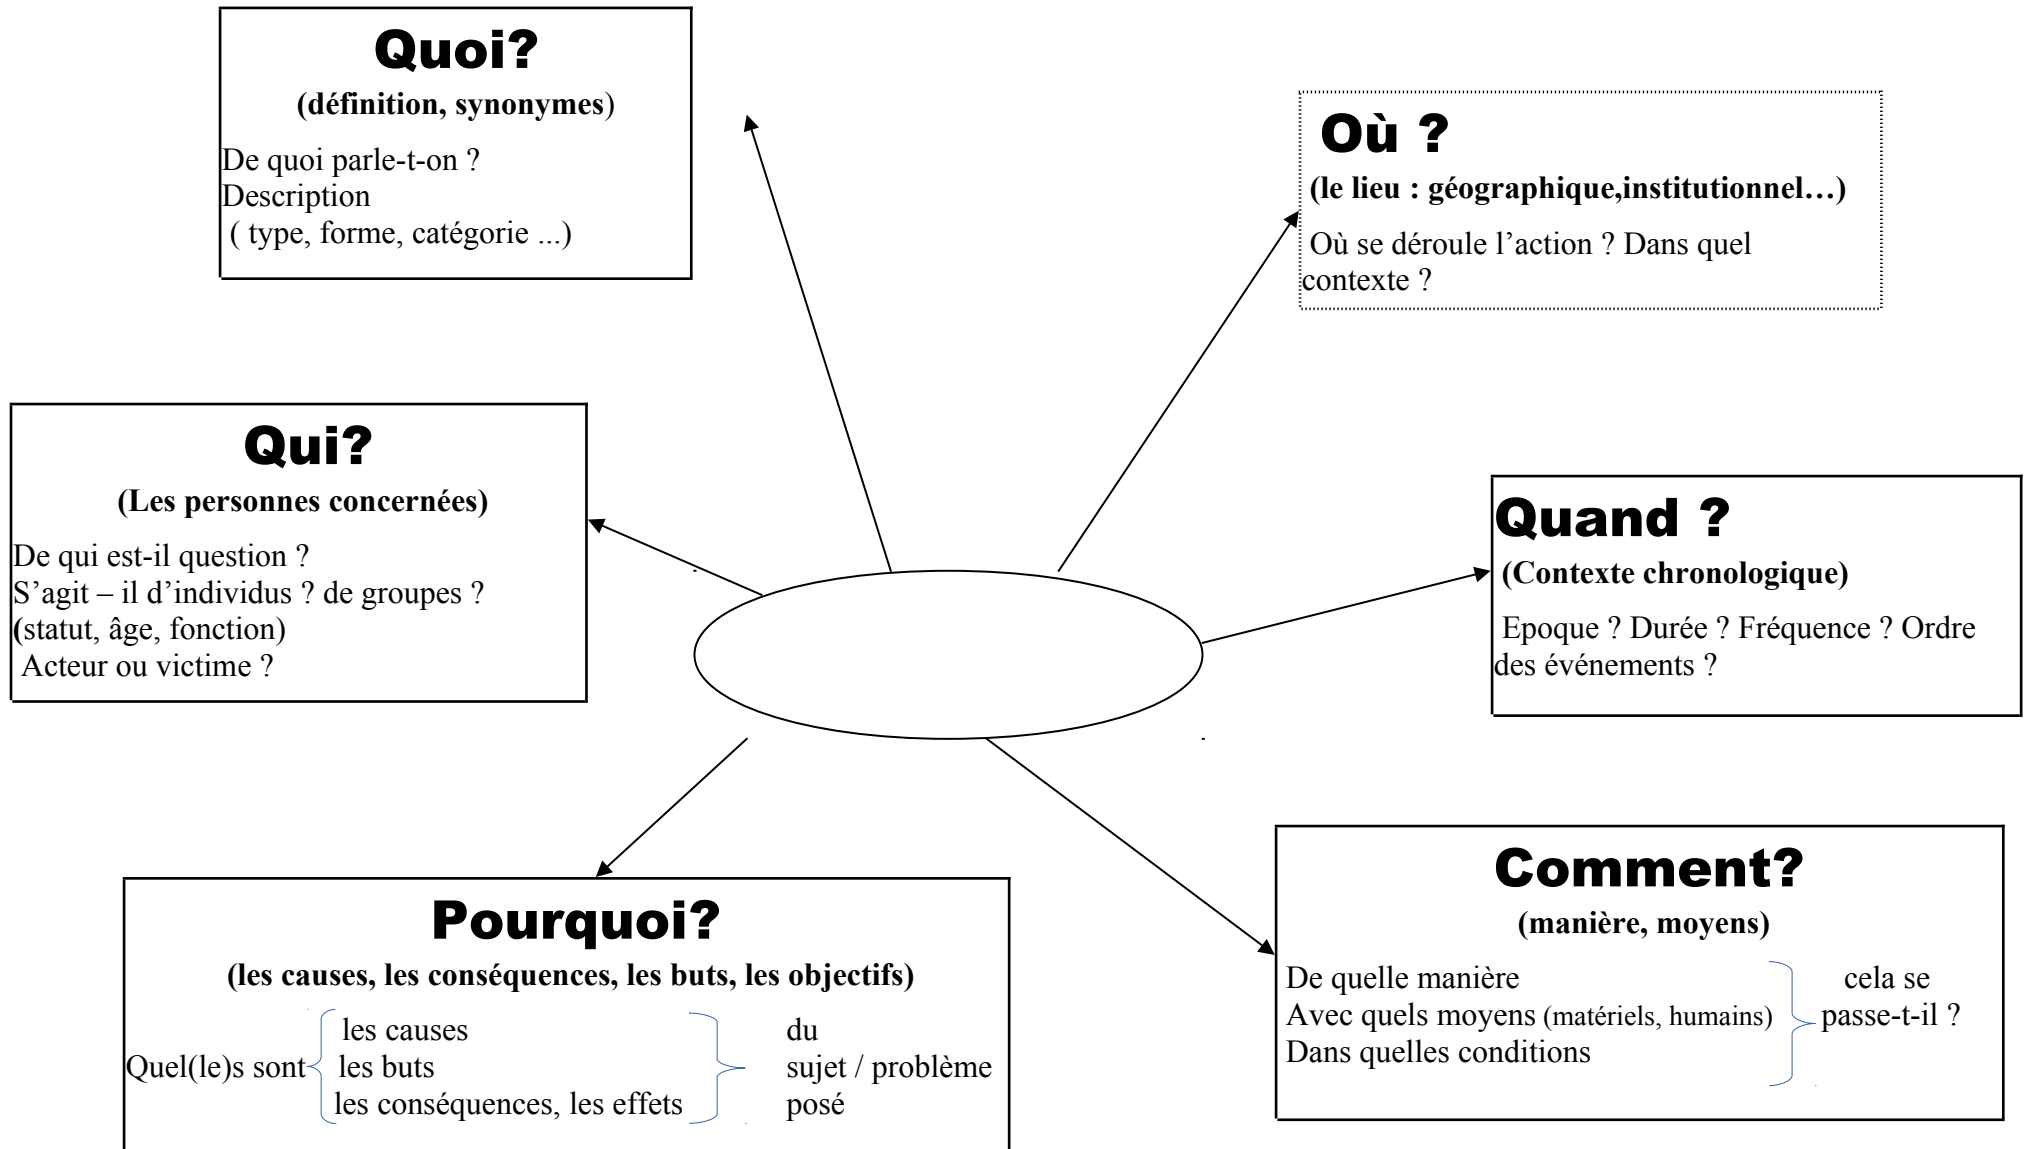 Quoi?
(définition, synonymes)
De quoi parle-t-on ?
Description
( type, forme, catégorie ...)
Où ?
(le lieu : géographique,institutionnel…)
Où se déroule l’action ? Dans quel
contexte ?
Qui?
(Les personnes concernées)
De qui est-il question ?
S’agit – il d’individus ? de groupes ?
(statut, âge, fonction)
Acteur ou victime ?
Quand ?
(Contexte chronologique)
Epoque ? Durée ? Fréquence ? Ordre
des événements ?
Pourquoi?
(les causes, les conséquences, les buts, les objectifs)
les causes du
Quel(le)s sont les buts sujet / problème
les conséquences, les effets posé
Comment?
(manière, moyens)
De quelle manière cela se
Avec quels moyens (matériels, humains) passe-t-il ?
Dans quelles conditions